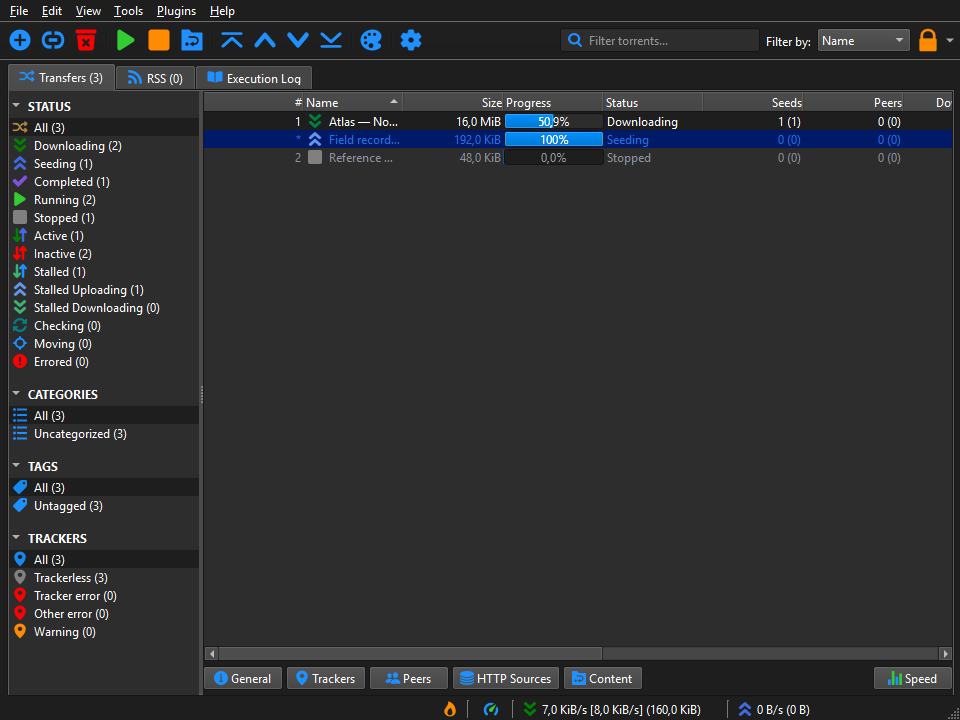 File Edit View Tools Plugins Help
Filter torrents... Filter by: Name
Transfers (3) RSS (0) Execution Log
STATUS
All (3)
Downloading (2)
Seeding (1)
Completed (1)
Running (2)
Stopped (1)
Active (1)
Inactive (2)
Stalled (1)
Stalled Uploading (1)
Stalled Downloading (0)
Checking (0)
Moving (0)
Errored (0)
CATEGORIES
All (3)
Uncategorized (3)
TAGS
All (3)
Untagged (3)
TRACKERS
All (3)
Trackerless (3)
Tracker error (0)
Other error (0)
Warning (0)
# Name Size Progress Status Seeds Peers Do
1 Atlas — No... 16,0 MiB 50,9% Downloading 1 (1) 0 (0)
* Field record... 192,0 KiB 100% Seeding 0 (0) 0 (0)
2 Reference ... 48,0 KiB 0,0% Stopped 0 (0) 0 (0)
General Trackers Peers HTTP Sources Content Speed
7,0 KiB/s [8,0 KiB/s] (160,0 KiB) 0 B/s (0 B)